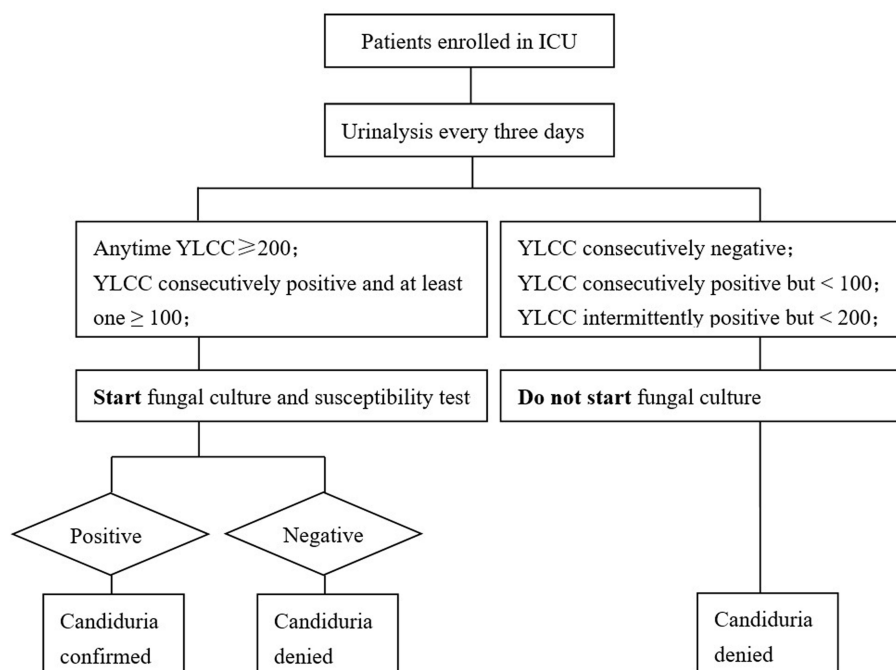 Patients enrolled in ICU
Urinalysis every three days
Anytime YLCC≥200；
YLCC consecutively positive and at least
one ≥ 100；
YLCC consecutively negative；
YLCC consecutively positive but < 100；
YLCC intermittently positive but < 200；
Start fungal culture and susceptibility test
Do not start fungal culture
Positive
Negative
Candiduria
confirmed
Candiduria
denied
Candiduria
denied